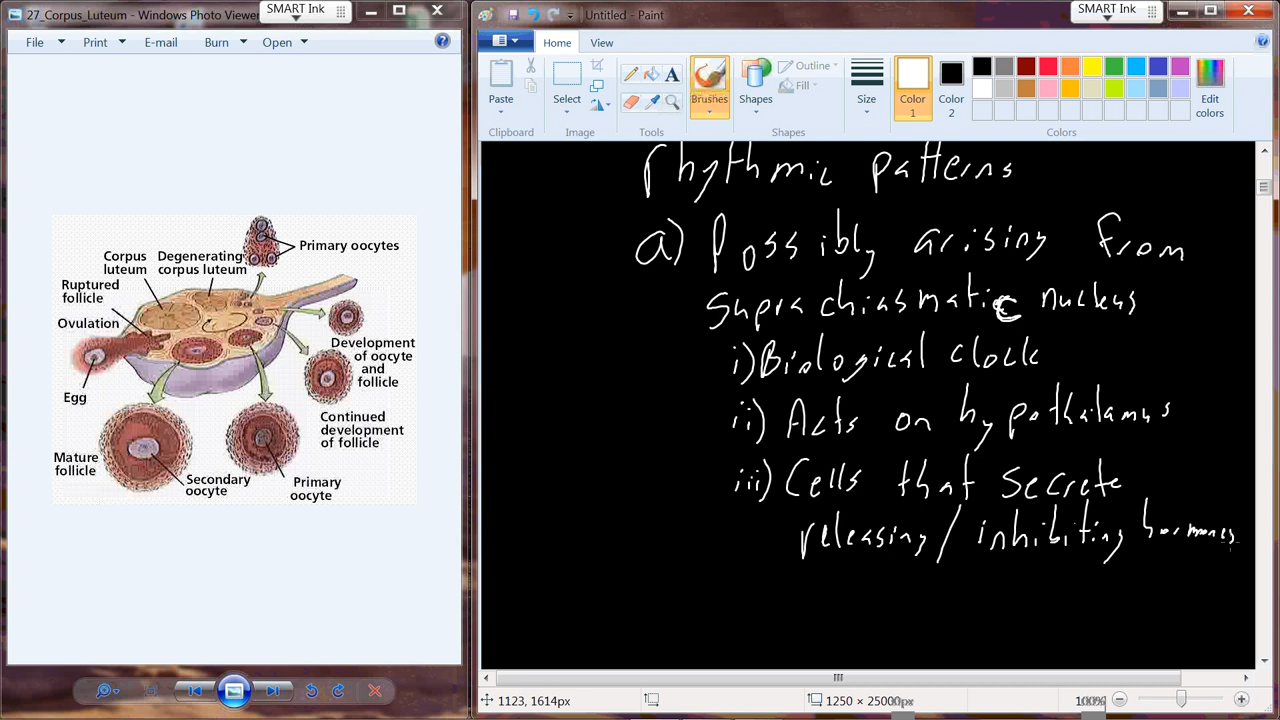 27_Corpus_Luteum - Windows Photo Viewer
SMART Ink
File Print E-mail Burn Open
Primary oocytes
Corpus luteum
Degenerating corpus luteum
Ruptured follicle
Ovulation
Egg
Development of oocyte and follicle
Continued development of follicle
Mature follicle
Secondary oocyte
Primary oocyte
Untitled - Paint
SMART Ink
Home View
Paste
Select
Brushes
Shapes
Outline
Fill
Size
Color 1
Color 2
Edit colors
Clipboard Image Tools Shapes Colors
rhythmic patterns
a) Possibly arising from
suprachiasmatic nucleus
i) Biological clock
ii) Acts on hypothalamus
iii) Cells that secrete
releasing/inhibiting hormones
1123, 1614px
1250 × 25000px
100%